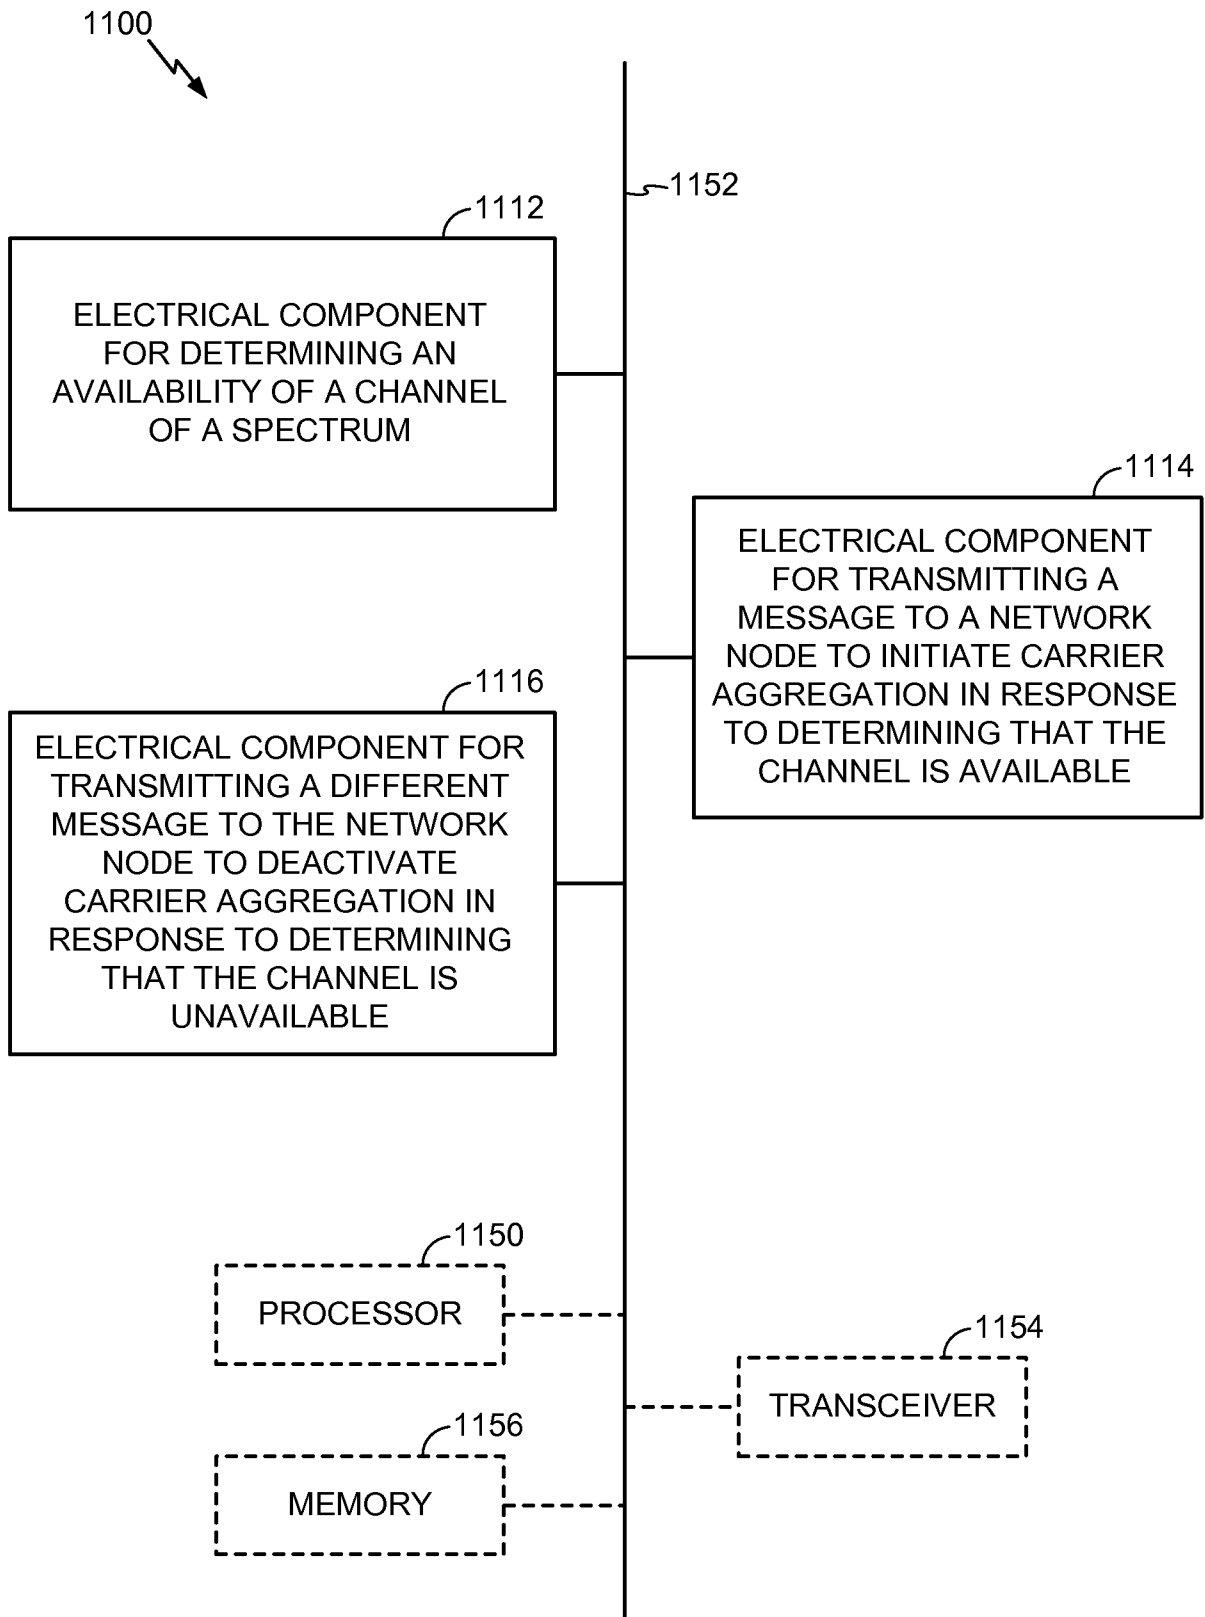 1100
1152
1112
ELECTRICAL COMPONENT
FOR DETERMINING AN
AVAILABILITY OF A CHANNEL
OF A SPECTRUM
1114
ELECTRICAL COMPONENT
FOR TRANSMITTING A
MESSAGE TO A NETWORK
NODE TO INITIATE CARRIER
AGGREGATION IN RESPONSE
TO DETERMINING THAT THE
CHANNEL IS AVAILABLE
1116
ELECTRICAL COMPONENT FOR
TRANSMITTING A DIFFERENT
MESSAGE TO THE NETWORK
NODE TO DEACTIVATE
CARRIER AGGREGATION IN
RESPONSE TO DETERMINING
THAT THE CHANNEL IS
UNAVAILABLE
1150
PROCESSOR
1154
TRANSCEIVER
1156
MEMORY